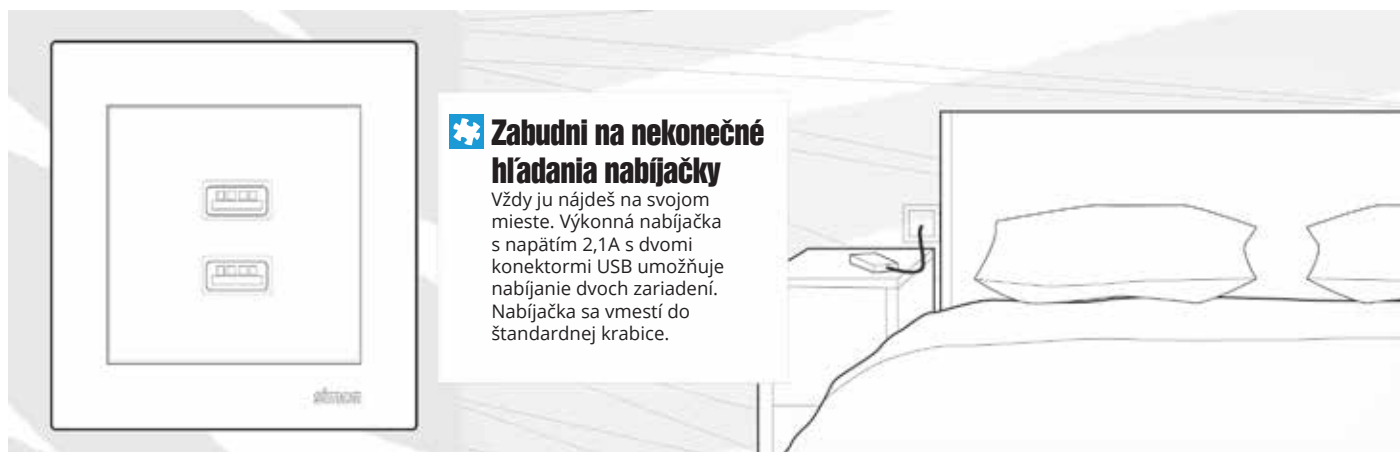 Zabudni na nekonečné
hľadania nabíjačky
Vždy ju nájdeš na svojom
mieste. Výkonná nabíjačka
s napätím 2,1A s dvomi
konektormi USB umožňuje
nabíjanie dvoch zariadení.
Nabíjačka sa vmestí do
štandardnej krabice.